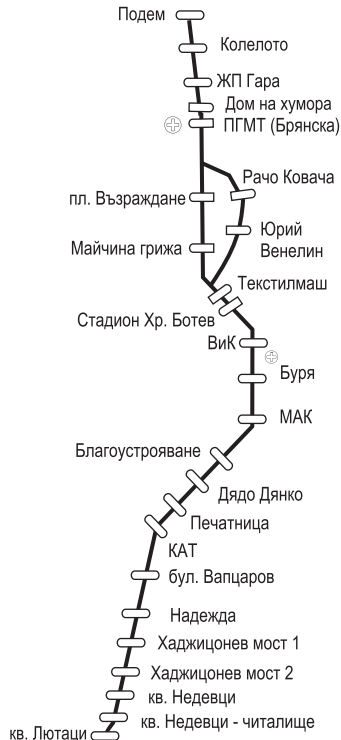 Подем
Колелото
ЖП Гара
Дом на хумора
ПГМТ (Брянска)
Рачо Ковача
пл. Възраждане
Юрий
Венелин
Майчина грижа
Текстилмаш
Стадион Хр. Ботев
ВиК
Буря
МАК
Благоустрояване
Дядо Дянко
Печатница
КАТ
бул. Вапцаров
Надежда
Хаджицонев мост 1
Хаджицонев мост 2
кв. Недевци
кв. Недевци - читалище
кв. Лютаци